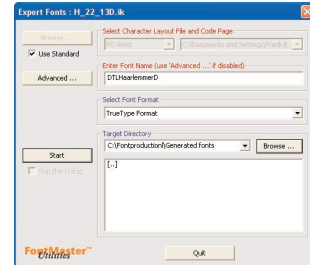 Export Fonts : H_22_13D.ik
Select Character Layout File and Code Page
Browse ...
PC-West
C:\Documents and Settings\Frank E.
Use Standard
Enter Font Name (use 'Advanced ...' if disabled)
Advanced ...
DTLHaarlemmerD
Select Font Format
TrueType Format
Target Directory
C:\Fontproduction\Generated fonts
Browse ...
Start
[..]
Skip this Dialog
FontMaster™
Utilities
Quit